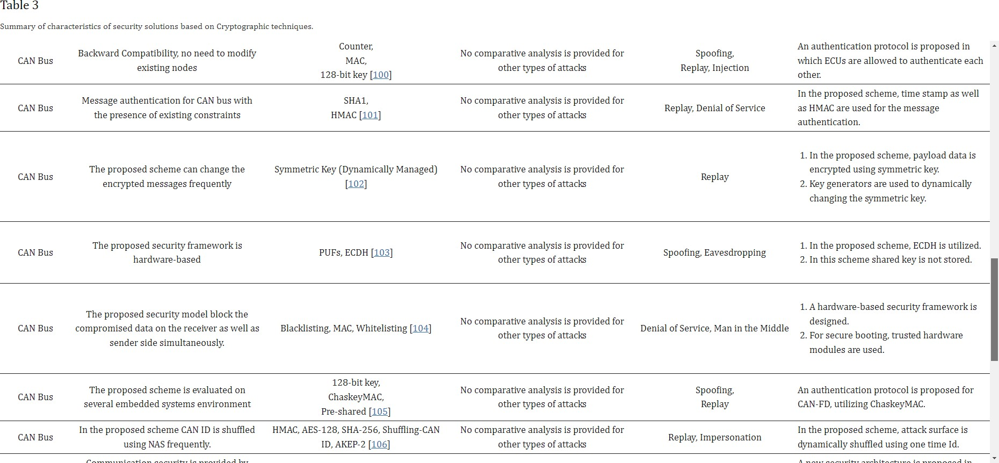 Table 3
Summary of characteristics of security solutions based on Cryptographic techniques.
CAN Bus
Backward Compatibility, no need to modify
existing nodes
Counter,
MAC,
128-bit key [100]
No comparative analysis is provided for
other types of attacks
Spoofing,
Replay, Injection
An authentication protocol is proposed in
which ECUs are allowed to authenticate each
other.
CAN Bus
Message authentication for CAN bus with
the presence of existing constraints
SHA1,
HMAC [101]
No comparative analysis is provided for
other types of attacks
Replay, Denial of Service
In the proposed scheme, time stamp as well
as HMAC are used for the message
authentication.
CAN Bus
The proposed scheme can change the
encrypted messages frequently
Symmetric Key (Dynamically Managed)
[102]
No comparative analysis is provided for
other types of attacks
Replay
1. In the proposed scheme, payload data is
encrypted using symmetric key.
2. Key generators are used to dynamically
changing the symmetric key.
CAN Bus
The proposed security framework is
hardware-based
PUFs, ECDH [103]
No comparative analysis is provided for
other types of attacks
Spoofing, Eavesdropping
1. In the proposed scheme, ECDH is utilized.
2. In this scheme shared key is not stored.
CAN Bus
The proposed security model block the
compromised data on the receiver as well as
sender side simultaneously.
Blacklisting, MAC, Whitelisting [104]
No comparative analysis is provided for
other types of attacks
Denial of Service, Man in the Middle
1. A hardware-based security framework is
designed.
2. For secure booting, trusted hardware
modules are used.
CAN Bus
The proposed scheme is evaluated on
several embedded systems environment
128-bit key,
ChaskeyMAC,
Pre-shared [105]
No comparative analysis is provided for
other types of attacks
Spoofing,
Replay
An authentication protocol is proposed for
CAN-FD, utilizing ChaskeyMAC.
CAN Bus
In the proposed scheme CAN ID is shuffled
using NAS frequently.
HMAC, AES-128, SHA-256, Shuffling-CAN
ID, AKEP-2 [106]
No comparative analysis is provided for
other types of attacks
Replay, Impersonation
In the proposed scheme, attack surface is
dynamically shuffled using one time Id.
Communication security is provided by
A new security architecture is proposed in